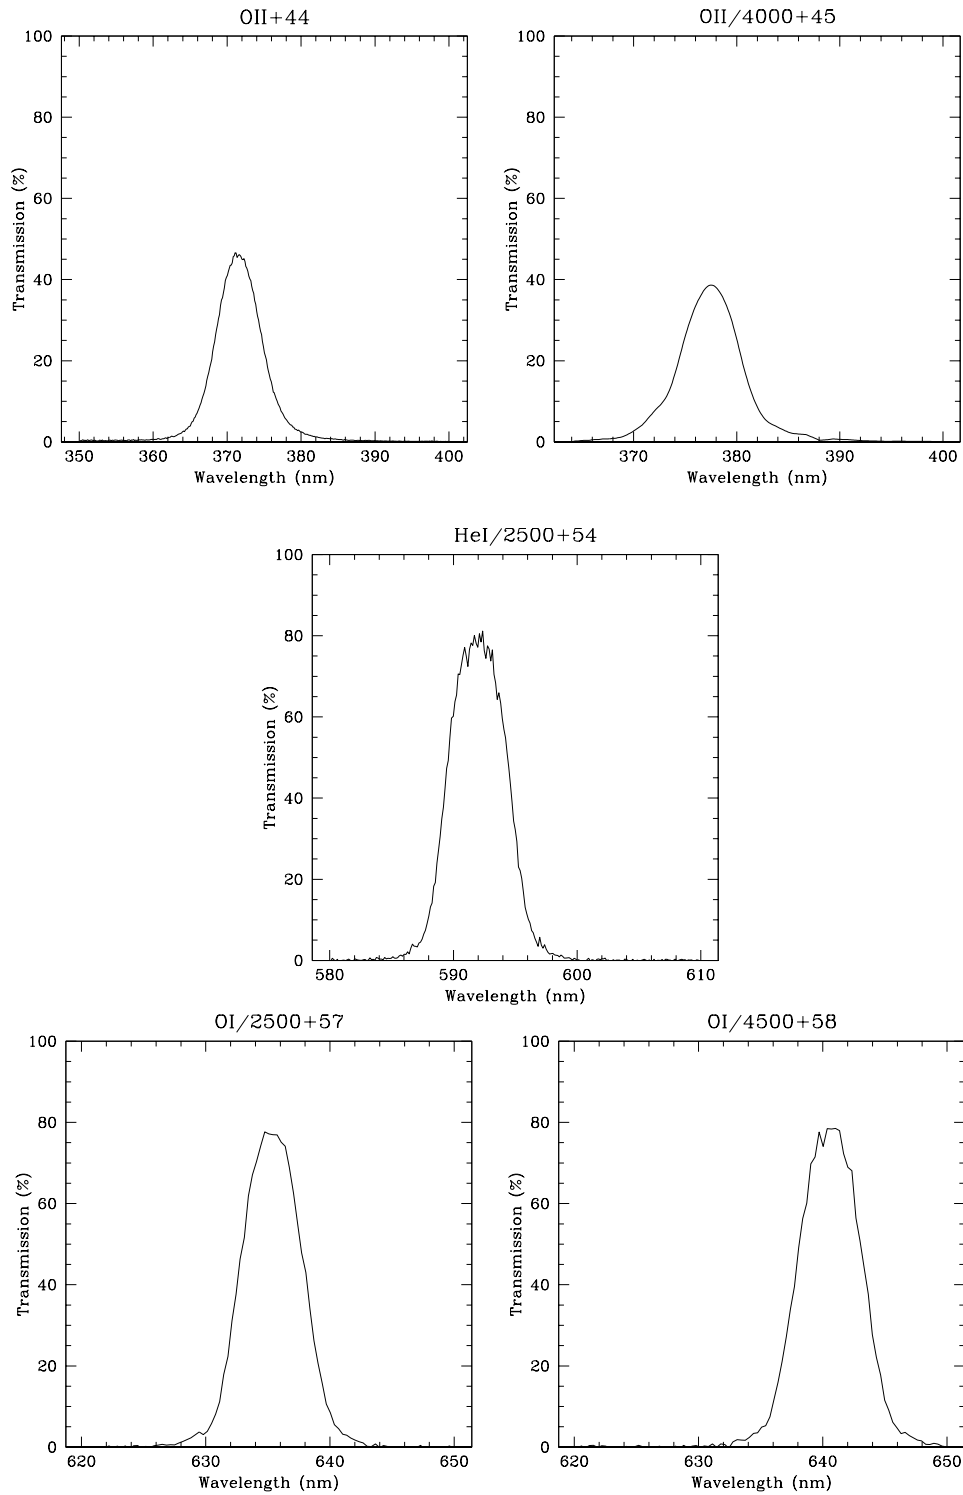 OII+44
OII/4000+45
100
80
60
40
20
0
Transmission (%)
350 360 370 380 390 400
Wavelength (nm)
100
80
60
40
20
0
Transmission (%)
370 380 390 400
Wavelength (nm)
HeI/2500+54
100
80
60
40
20
0
Transmission (%)
580 590 600 610
Wavelength (nm)
OI/2500+57
OI/4500+58
100
80
60
40
20
0
Transmission (%)
620 630 640 650
Wavelength (nm)
100
80
60
40
20
0
Transmission (%)
620 630 640 650
Wavelength (nm)